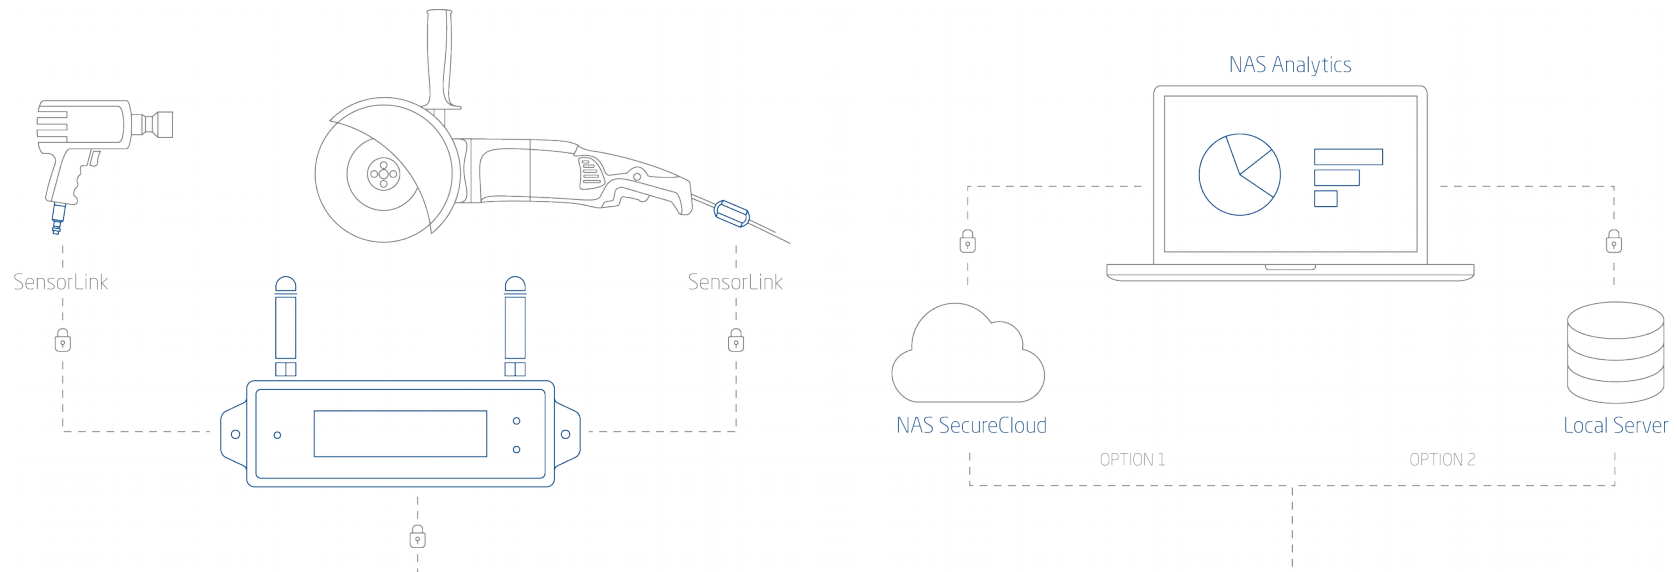 NAS Analytics
SensorLink
SensorLink
NAS SecureCloud
Local Server
OPTION 1
OPTION 2